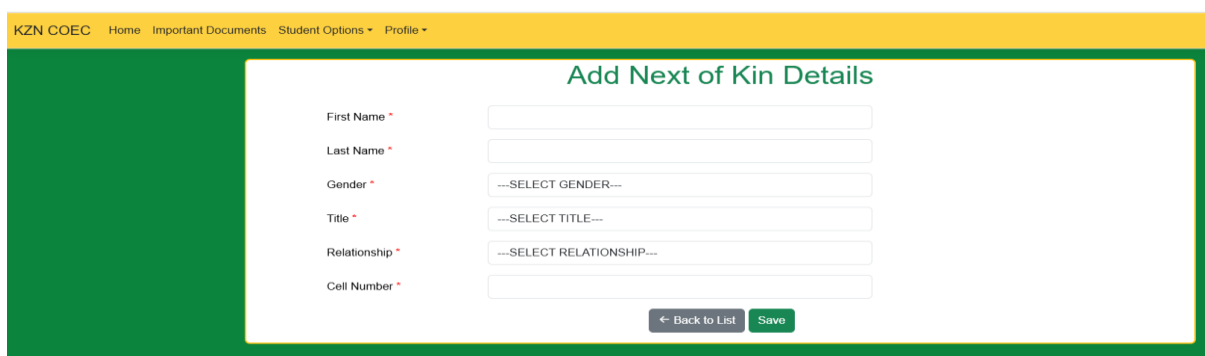 KZN COEC Home Important Documents Student Options Profile
Add Next of Kin Details
First Name *
Last Name *
Gender * ---SELECT GENDER---
Title * ---SELECT TITLE---
Relationship * ---SELECT RELATIONSHIP---
Cell Number *
← Back to List Save